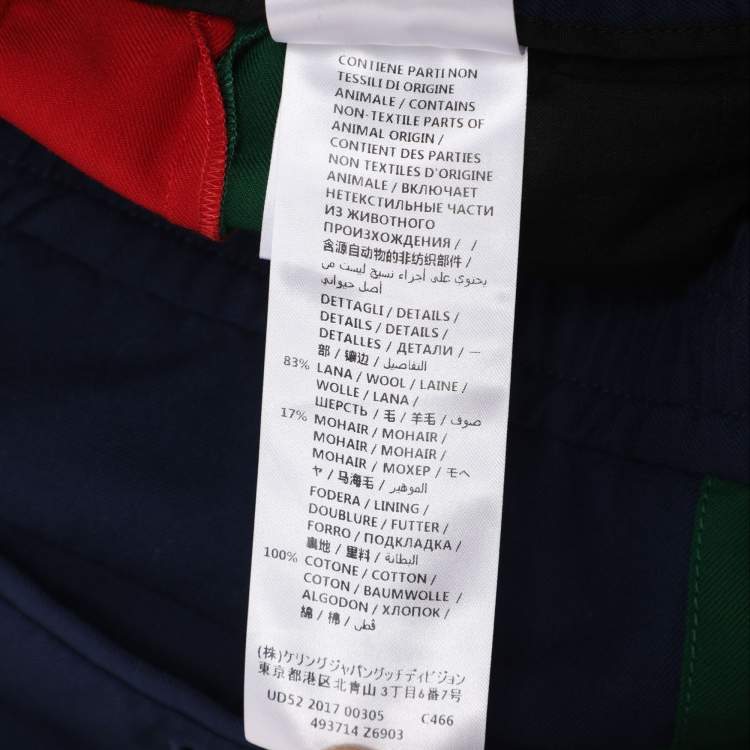 CONTIENE PARTI NON
TESSILI DI ORIGINE
ANIMALE / CONTAINS
NON-TEXTILE PARTS OF
ANIMAL ORIGIN /
CONTIENT DES PARTIES
NON TEXTILES D'ORIGINE
ANIMALE / ВКЛЮЧАЕТ
НЕТЕКСТИЛЬНЫЕ ЧАСТИ
ИЗ ЖИВОТНОГО
ПРОИЗХОЖДЕНИЯ / /
含源自动物的非纺织部件 /
يحتوي على أجزاء نسيج ليست من
أصل حيواني
DETTAGLI / DETAILS /
DETAILS / DETAILS /
DETALLES / ДЕТАЛИ / 一
部 / 镶边 / التفاصيل
83% LANA / WOOL / LAINE /
WOLLE / LANA /
ШЕРСТЬ / 毛 / 羊毛 / صوف
17% MOHAIR / MOHAIR /
MOHAIR / MOHAIR /
MOHAIR / МОХЕР / モヘ
ヤ / 马海毛 / الموهير
FODERA / LINING /
DOUBLURE / FUTTER /
FORRO / ПОДКЛАДКА /
裏地 / 里料 / البطانة
100% COTONE / COTTON /
COTON / BAUMWOLLE /
ALGODON / ХЛОПОК /
綿 / 棉 / قطن
(株)ケリングジャパングッチディビジョン
東京都港区北青山3丁目6番7号
UD52 2017 00305 C466
493714 Z6903